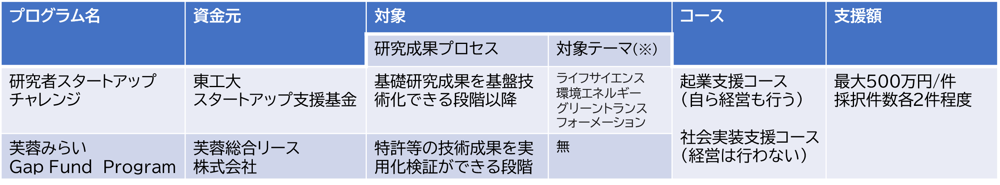 プログラム名
資金元
対象
コース
支援額
研究成果プロセス
対象テーマ(※)
研究者スタートアップ
チャレンジ
東工大
スタートアップ支援基金
基礎研究成果を基盤技
術化できる段階以降
ライフサイエンス
環境エネルギー
グリーントランス
フォーメーション
起業支援コース
（自ら経営も行う）
社会実装支援コース
（経営は行わない）
最大500万円/件
採択件数各2件程度
芙蓉みらい
Gap Fund Program
芙蓉総合リース
株式会社
特許等の技術成果を実
用化検証ができる段階
無